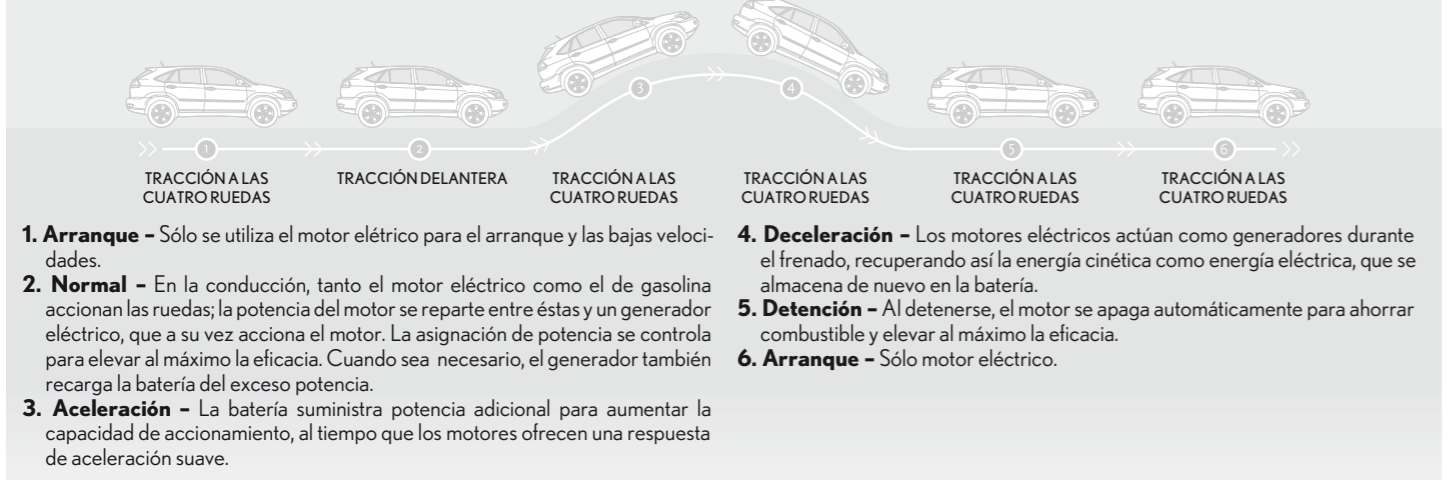 1
2
3
4
5
6
TRACCIÓN A LAS
CUATRO RUEDAS
TRACCIÓN DELANTERA
TRACCIÓN A LAS
CUATRO RUEDAS
TRACCIÓN A LAS
CUATRO RUEDAS
TRACCIÓN A LAS
CUATRO RUEDAS
TRACCIÓN A LAS
CUATRO RUEDAS
1. Arranque – Sólo se utiliza el motor elétrico para el arranque y las bajas veloci-
dades.
2. Normal – En la conducción, tanto el motor eléctrico como el de gasolina
accionan las ruedas; la potencia del motor se reparte entre éstas y un generador
eléctrico, que a su vez acciona el motor. La asignación de potencia se controla
para elevar al máximo la eficacia. Cuando sea necesario, el generador también
recarga la batería del exceso potencia.
3. Aceleración – La batería suministra potencia adicional para aumentar la
capacidad de accionamiento, al tiempo que los motores ofrecen una respuesta
de aceleración suave.
4. Deceleración – Los motores eléctricos actúan como generadores durante
el frenado, recuperando así la energía cinética como energía eléctrica, que se
almacena de nuevo en la batería.
5. Detención – Al detenerse, el motor se apaga automáticamente para ahorrar
combustible y elevar al máximo la eficacia.
6. Arranque – Sólo motor eléctrico.